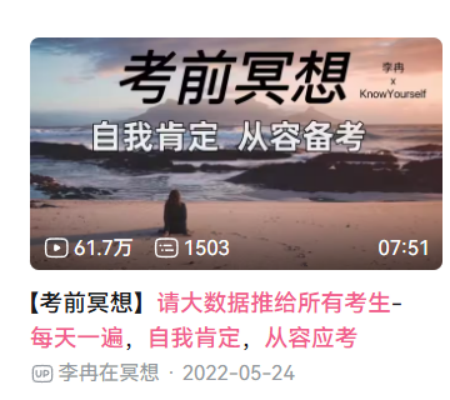 考前冥想
李冉
x
KnowYourself
自我肯定 从容备考
61.7万 1503 07:51
【考前冥想】请大数据推给所有考生-
每天一遍，自我肯定，从容应考
UP 李冉在冥想 · 2022-05-24